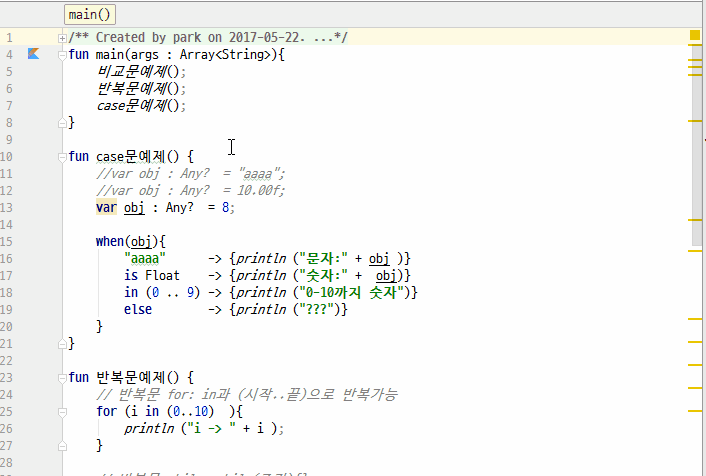 main()
1 /** Created by park on 2017-05-22. ...*/
4 fun main(args : Array<String>){
5 비교문예제();
6 반복문예제();
7 case문예제();
8 }
9
10 fun case문예제() {
11 //var obj : Any?  = "aaaa";
12 //var obj : Any?  = 10.00f;
13 var obj : Any?  = 8;
14
15 when(obj){
16 "aaaa"      -> {println ("문자:" + obj )}
17 is Float    -> {println ("숫자:" +  obj)}
18 in (0 .. 9) -> {println ("0-10까지 숫자")}
19 else        -> {println ("???")}
20 }
21 }
22
23 fun 반복문예제() {
24 // 반복문 for: in과 (시작..끝)으로 반복가능
25 for (i in (0..10)  ){
26 println ("i -> " + i );
27 }
28